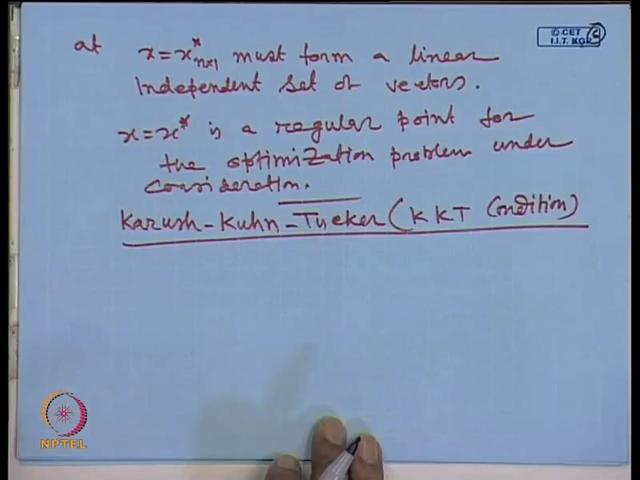 at x = x*nx1 must form a linear
Independent set of vectors.
x = x* is a regular point for
the optimization problem under
consideration.
Karush-Kuhn-Tucker (KKT Condition)
© CET
I.I.T. KGP
NPTEL